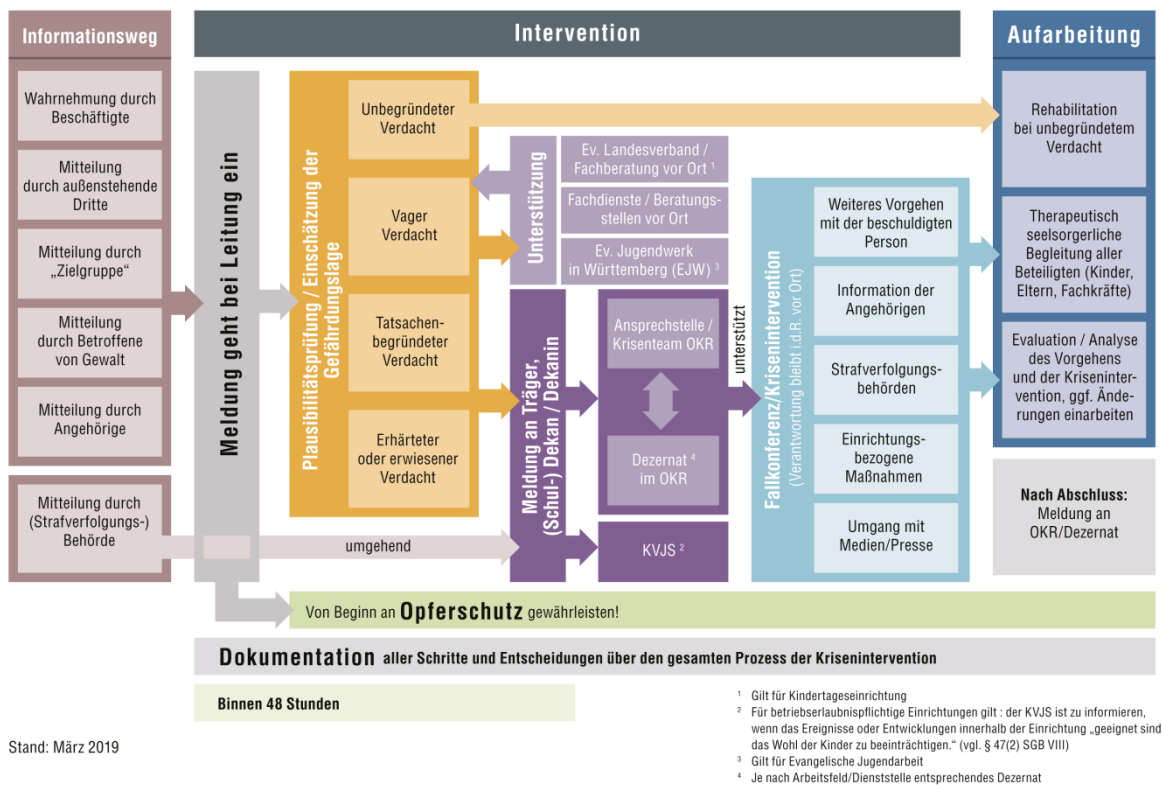 Informationsweg
Wahrnehmung durch
Beschäftigte
Mitteilung
durch außenstehende
Dritte
Mitteilung durch
„Zielgruppe“
Mitteilung
durch Betroffene
von Gewalt
Mitteilung durch
Angehörige
Mitteilung durch
(Strafverfolgungs-)
Behörde
Intervention
Meldung geht bei Leitung ein
umgehend
Plausibilitätsprüfung / Einschätzung der
Gefährdungslage
Unbegründeter
Verdacht
Vager
Verdacht
Tatsachen-
begründeter
Verdacht
Erhärteter
oder erwiesener
Verdacht
Unterstützung
Ev. Landesverband /
Fachberatung vor Ort ¹
Fachdienste / Beratungs-
stellen vor Ort
Ev. Jugendwerk
in Württemberg (EJW) ³
Meldung an Träger,
(Schul-) Dekan / Dekanin
Ansprechstelle /
Krisenteam OKR
Dezernat ⁴
im OKR
KVJS ²
unterstützt
Fallkonferenz/Krisenintervention
(Verantwortung bleibt i.d.R. vor Ort)
Weiteres Vorgehen
mit der beschuldigten
Person
Information der
Angehörigen
Strafverfolgungs-
behörden
Einrichtungs-
bezogene
Maßnahmen
Umgang mit
Medien/Presse
Aufarbeitung
Rehabilitation
bei unbegründetem
Verdacht
Therapeutisch
seelsorgerliche
Begleitung aller
Beteiligten (Kinder,
Eltern, Fachkräfte)
Evaluation / Analyse
des Vorgehens
und der Kriseninter-
vention, ggf. Ände-
rungen einarbeiten
Nach Abschluss:
Meldung an
OKR/Dezernat
Von Beginn an Opferschutz gewährleisten!
Dokumentation aller Schritte und Entscheidungen über den gesamten Prozess der Krisenintervention
Binnen 48 Stunden
Stand: März 2019
¹ Gilt für Kindertageseinrichtung
² Für betriebserlaubnispflichtige Einrichtungen gilt : der KVJS ist zu informieren,
wenn das Ereignisse oder Entwicklungen innerhalb der Einrichtung „geeignet sind
das Wohl der Kinder zu beeinträchtigen.“ (vgl. § 47(2) SGB VIII)
³ Gilt für Evangelische Jugendarbeit
⁴ Je nach Arbeitsfeld/Dienststelle entsprechendes Dezernat